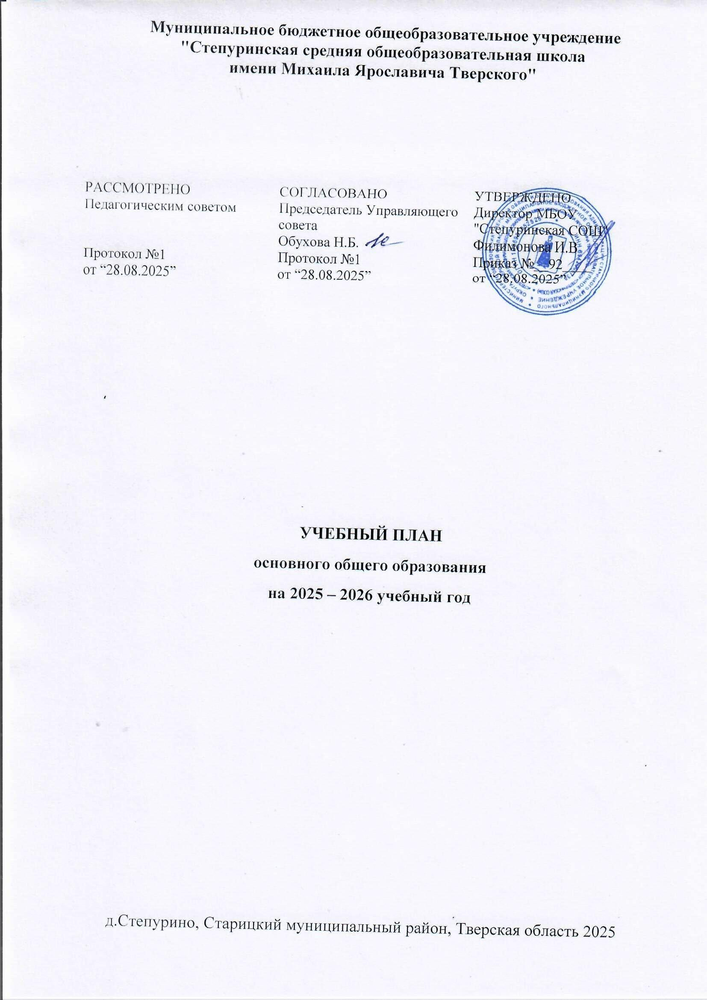 Муниципальное бюджетное общеобразовательное учреждение
"Степуринская средняя общеобразовательная школа
имени Михаила Ярославича Тверского"
РАССМОТРЕНО
Педагогическим советом
Протокол №1
от “28.08.2025”
СОГЛАСОВАНО
Председатель Управляющего
совета
Обухова Н.Б.
Протокол №1
от “28.08.2025”
УТВЕРЖДЕНО
Директор МБОУ
"Степуринская СОШ"
Филимонова И.В
Приказ №__92____
от “28.08.2025”
УЧЕБНЫЙ ПЛАН
основного общего образования
на 2025 – 2026 учебный год
д.Степурино, Старицкий муниципальный район, Тверская область 2025